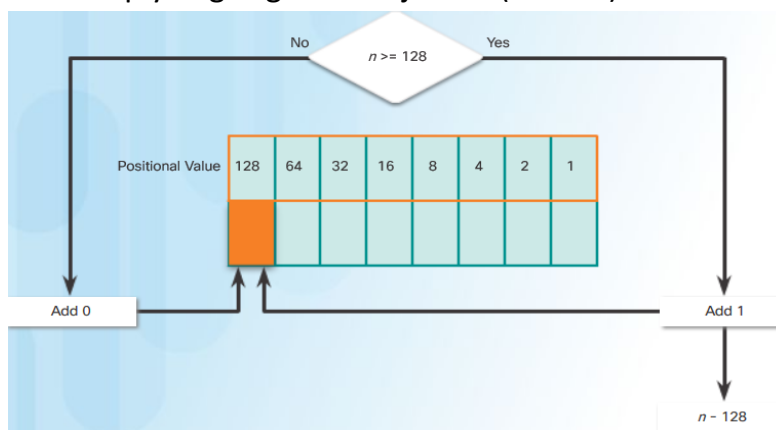 No
Yes
n >= 128
Positional Value 128 64 32 16 8 4 2 1
Add 0
Add 1
n - 128